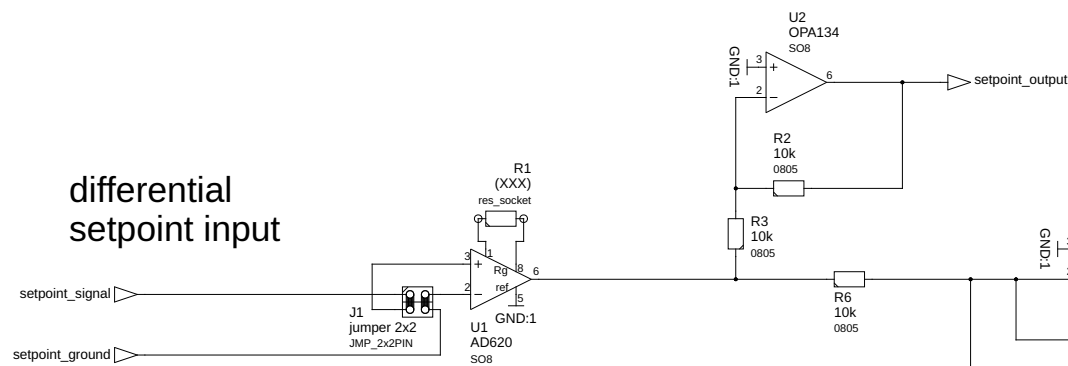 U2
OPA134
SO8
GND:1
3
+
2
−
6
setpoint_output
R2
10k
0805
differential
setpoint input
R1
(XXX)
res_socket
R3
10k
0805
GND:1
3
+
1
Rg
8
6
2
−
ref
5
GND:1
setpoint_signal
J1
jumper 2x2
JMP_2x2PIN
U1
AD620
SO8
R6
10k
0805
setpoint_ground